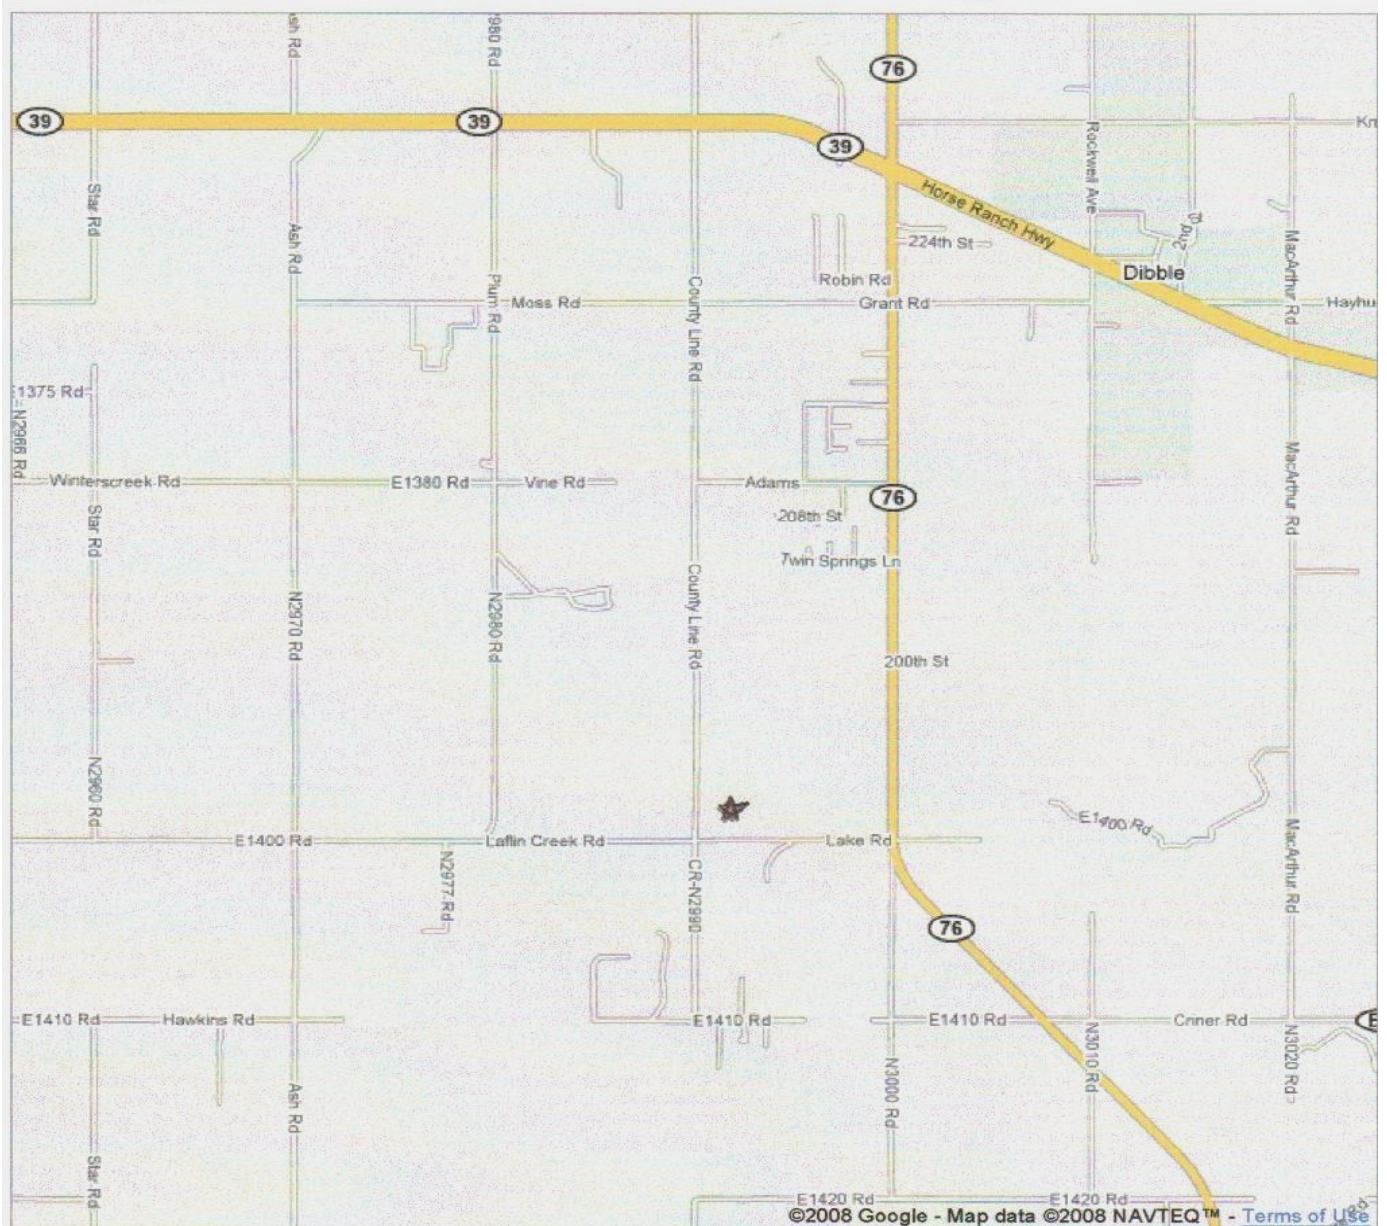 Ash Rd
980 Rd
76
39
39
39
Rockwell Ave
Star Rd
Ash Rd
Horse Ranch Hwy
224th St
2nd
MacArthur Rd
Dibble
Robin Rd
Plum Rd
Moss Rd
County Line Rd
Grant Rd
1375 Rd
N2966 Rd
MacArthur Rd
Winterscreek Rd
E1380 Rd
Vine Rd
Adams
76
208th St
Star Rd
Twin Springs Ln
N2970 Rd
N2980 Rd
County Line Rd
200th St
N2960 Rd
E1400 Rd
E1400 Rd
Laflin Creek Rd
Lake Rd
MacArthur Rd
N2977 Rd
CR-N2990
76
E1410 Rd
Hawkins Rd
E1410 Rd
E1410 Rd
Criner Rd
Ash Rd
N3000 Rd
N3010 Rd
N3020 Rd
Star Rd
E1420 Rd
E1420 Rd
©2008 Google - Map data ©2008 NAVTEQ™ - Terms of Use